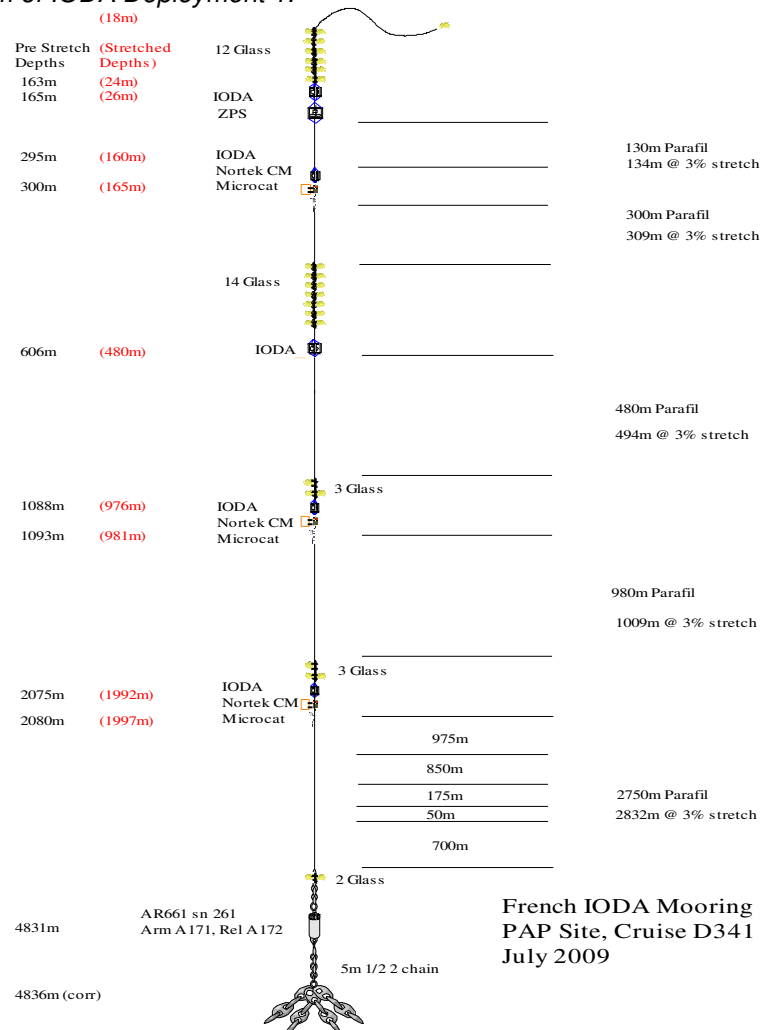 n of IODA Deployment 1.
(18m)
Pre Stretch (Stretched 12 Glass
Depths Depths)
163m (24m)
165m (26m) IODA
ZPS
130m Parafil
295m (160m) IODA 134m @ 3% stretch
Nortek CM
300m (165m) Microcat
300m Parafil
309m @ 3% stretch
14 Glass
606m (480m) IODA
480m Parafil
494m @ 3% stretch
3 Glass
1088m (976m) IODA
Nortek CM
1093m (981m) Microcat
980m Parafil
1009m @ 3% stretch
3 Glass
2075m (1992m) IODA
Nortek CM
2080m (1997m) Microcat
975m
850m
175m 2750m Parafil
50m 2832m @ 3% stretch
700m
2 Glass
French IODA Mooring
AR661 sn 261 PAP Site, Cruise D341
4831m Arm A171, Rel A172 July 2009
5m 1/2 2 chain
4836m (corr)